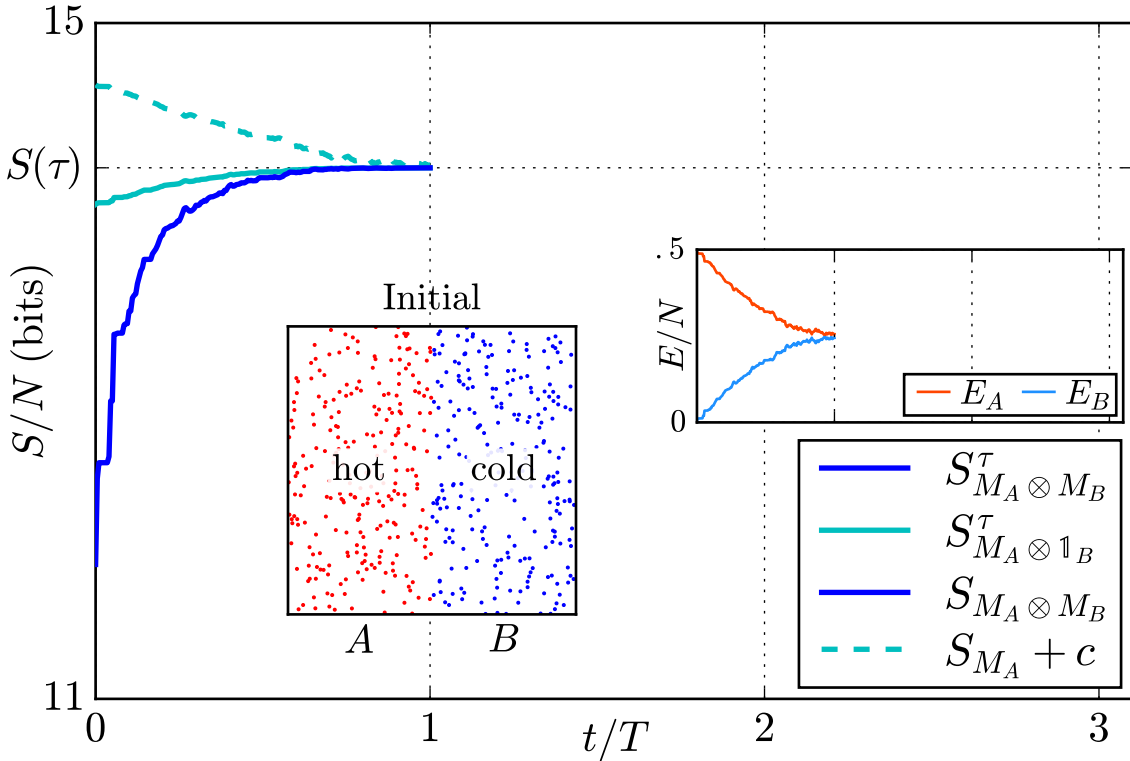 15
S(τ)
11
S/N (bits)
0
1
2
3
t/T
Initial
hot
cold
A
B
.5
0
E/N
E_A
E_B
S^τ_{M_A ⊗ M_B}
S^τ_{M_A ⊗ 𝟙_B}
S_{M_A ⊗ M_B}
S_{M_A} + c